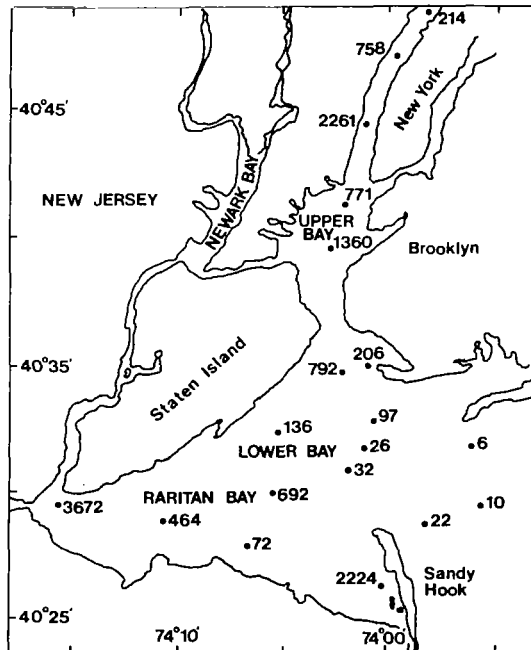 214
758
40°45'
2261
New York
NEW JERSEY
NEWARK BAY
771
UPPER
BAY
1360
Brooklyn
40°35'
206
792
Staten Island
136
97
LOWER BAY
26
6
32
RARITAN BAY
692
3672
464
10
22
72
2224
Sandy
Hook
40°25'
74°10'
74°00'